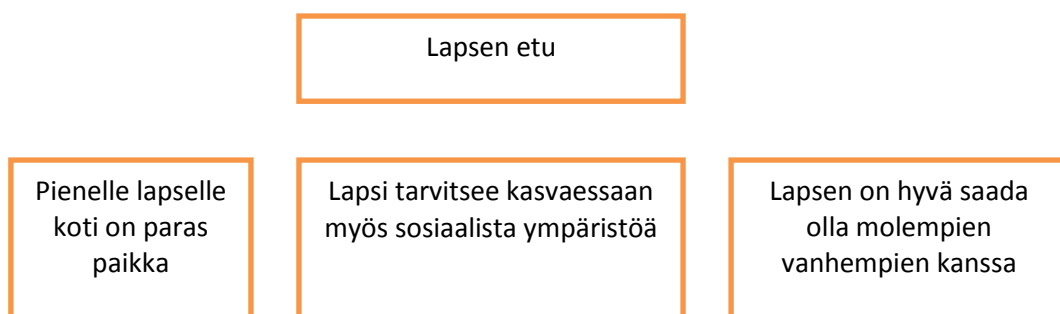 Lapsen etu
Pienelle lapselle
koti on paras
paikka
Lapsi tarvitsee kasvaessaan
myös sosiaalista ympäristöä
Lapsen on hyvä saada
olla molempien
vanhempien kanssa